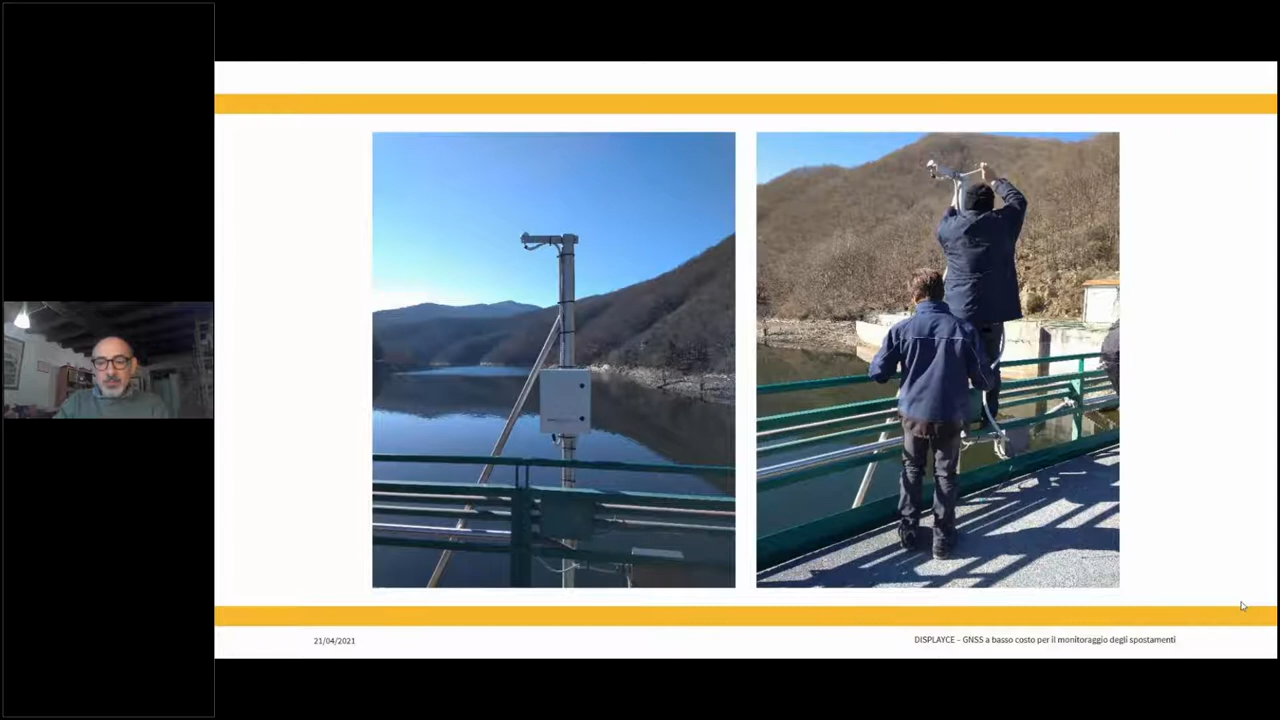 21/04/2021
DISPLAYCE – GNSS a basso costo per il monitoraggio degli spostamenti